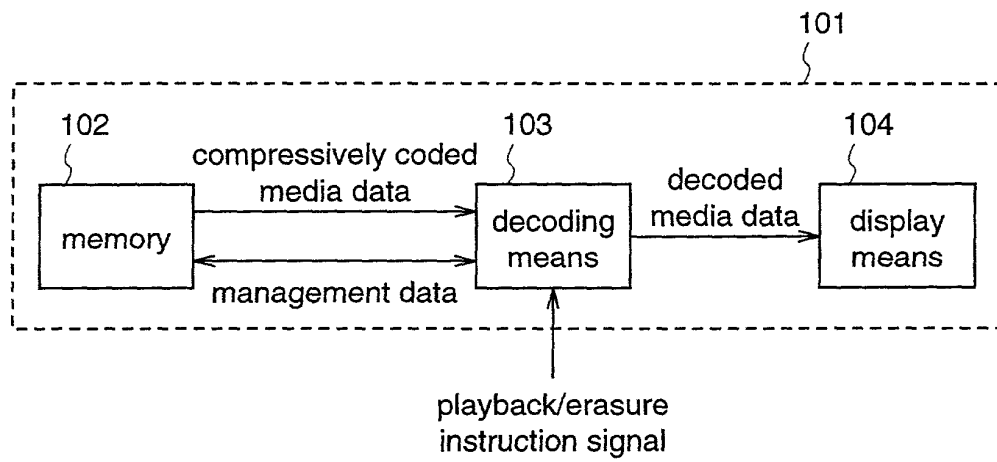 101
102
103
104
compressively coded
media data
decoded
media data
memory
decoding
means
display
means
management data
playback/erasure
instruction signal